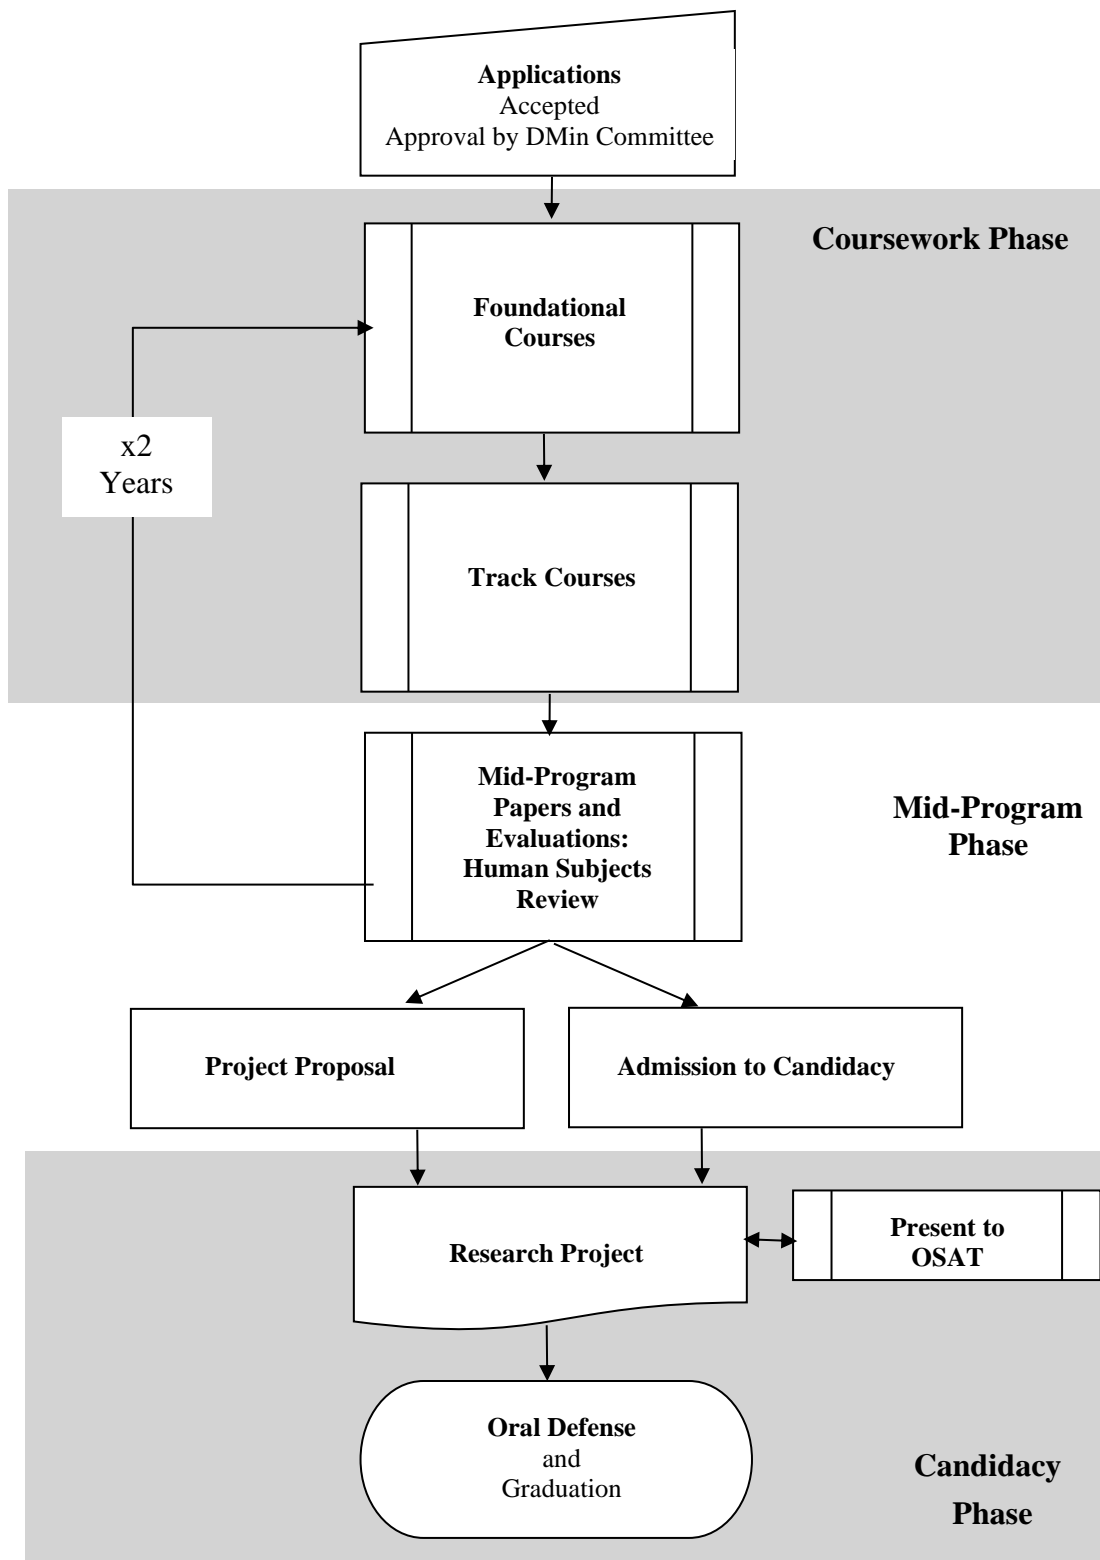 Applications
Accepted
Approval by DMin Committee
Coursework Phase
Foundational
Courses
x2
Years
Track Courses
Mid-Program
Papers and
Evaluations:
Human Subjects
Review
Mid-Program
Phase
Project Proposal
Admission to Candidacy
Research Project
Present to
OSAT
Oral Defense
and
Graduation
Candidacy
Phase